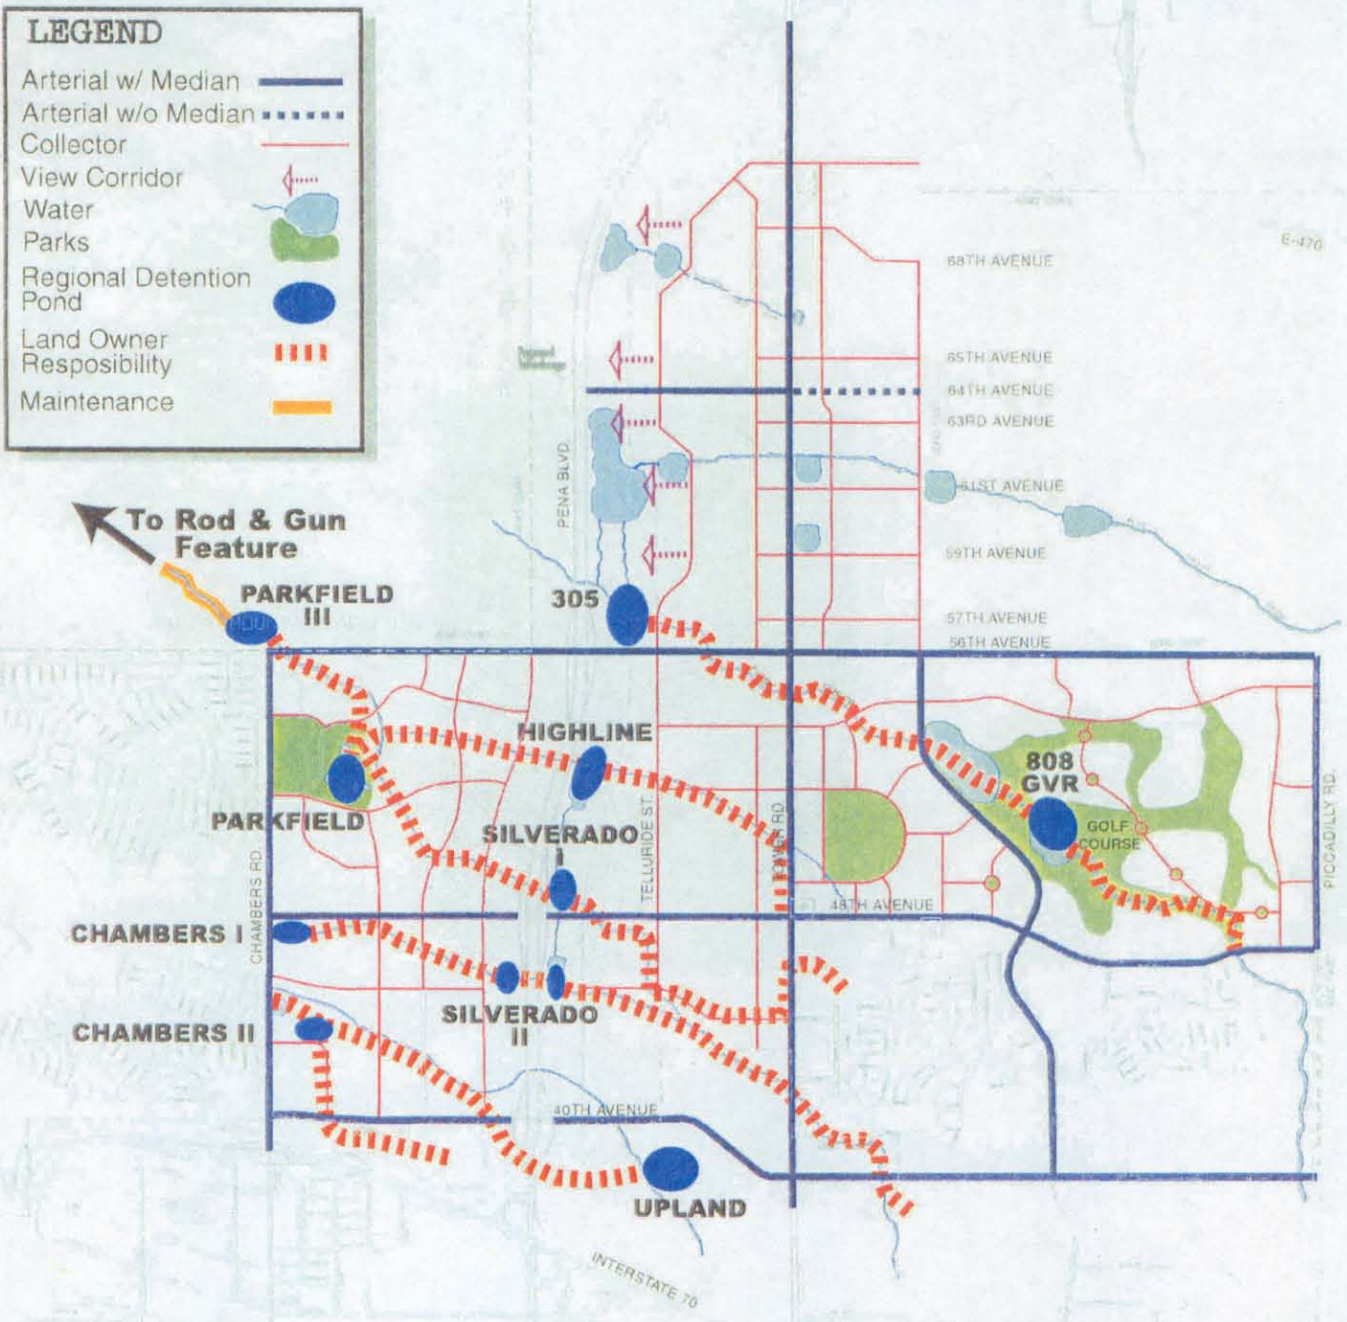 LEGEND
Arterial w/ Median
Arterial w/o Median
Collector
View Corridor
Water
Parks
Regional Detention
Pond
Land Owner
Resposibility
Maintenance
E-470
68TH AVENUE
65TH AVENUE
64TH AVENUE
63RD AVENUE
61ST AVENUE
59TH AVENUE
57TH AVENUE
56TH AVENUE
PENA BLVD.
To Rod & Gun
Feature
PARKFIELD
III
305
HIGHLINE
808
GVR
GOLF
COURSE
PARKFIELD
SILVERADO
I
TELLURIDE ST.
TOWER RD
PICCADILLY RD.
CHAMBERS RD.
48TH AVENUE
CHAMBERS I
SILVERADO
II
CHAMBERS II
40TH AVENUE
UPLAND
INTERSTATE 70